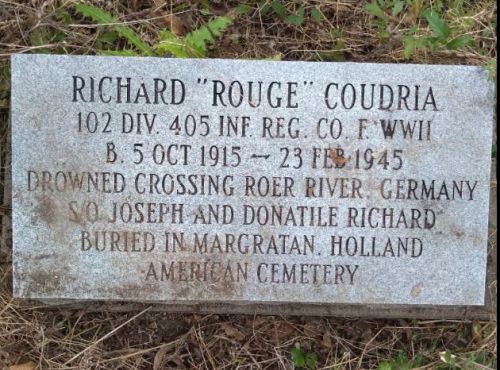 RICHARD "ROUGE" COUDRIA
102 DIV. 405 INF. REG. CO. F. WWII
B. 5 OCT 1915 – 23 FEB 1945
DROWNED CROSSING ROER RIVER, GERMANY
S/O JOSEPH AND DONATILE RICHARD
BURIED IN MARGRATAN, HOLLAND
AMERICAN CEMETERY